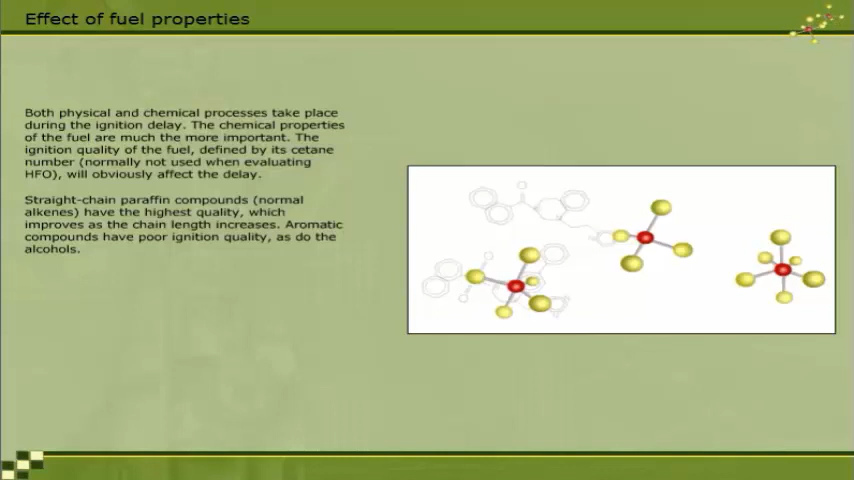 Effect of fuel properties
Both physical and chemical processes take place
during the ignition delay. The chemical properties
of the fuel are much the more important. The
ignition quality of the fuel, defined by its cetane
number (normally not used when evaluating
HFO), will obviously affect the delay.
Straight-chain paraffin compounds (normal
alkenes) have the highest quality, which
improves as the chain length increases. Aromatic
compounds have poor ignition quality, as do the
alcohols.